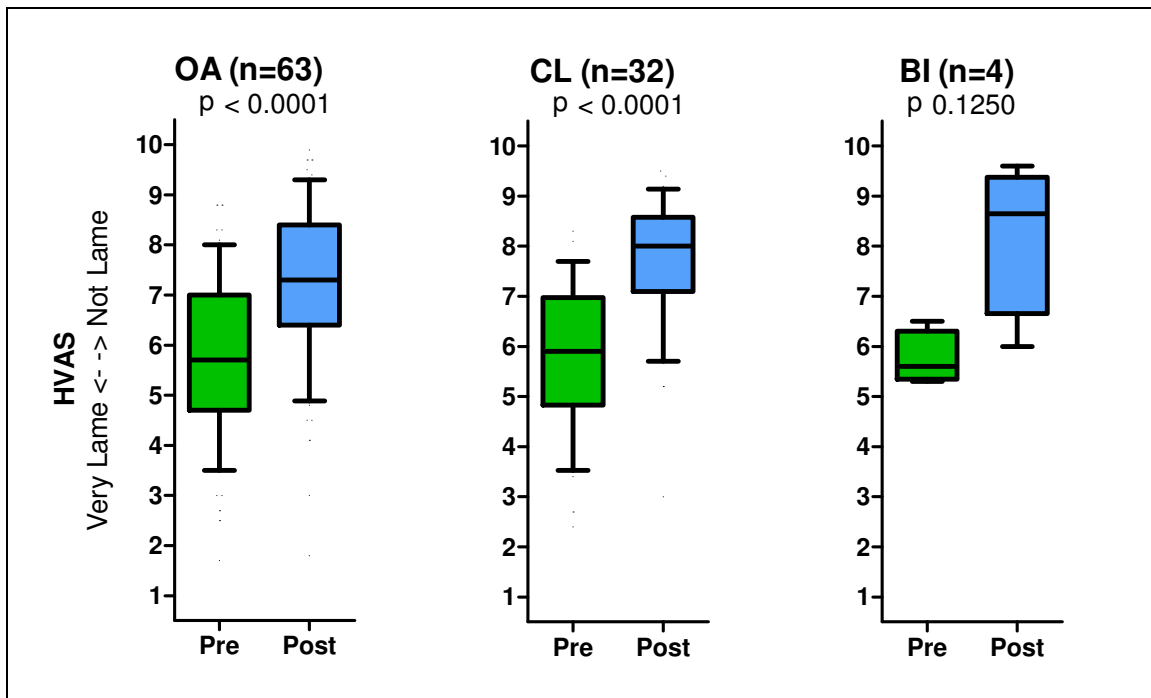 OA (n=63)
p < 0.0001
HVAS
Very Lame <- -> Not Lame
10
9
8
7
6
5
4
3
2
1
Pre Post
CL (n=32)
p < 0.0001
10
9
8
7
6
5
4
3
2
1
Pre Post
BI (n=4)
p 0.1250
10
9
8
7
6
5
4
3
2
1
Pre Post